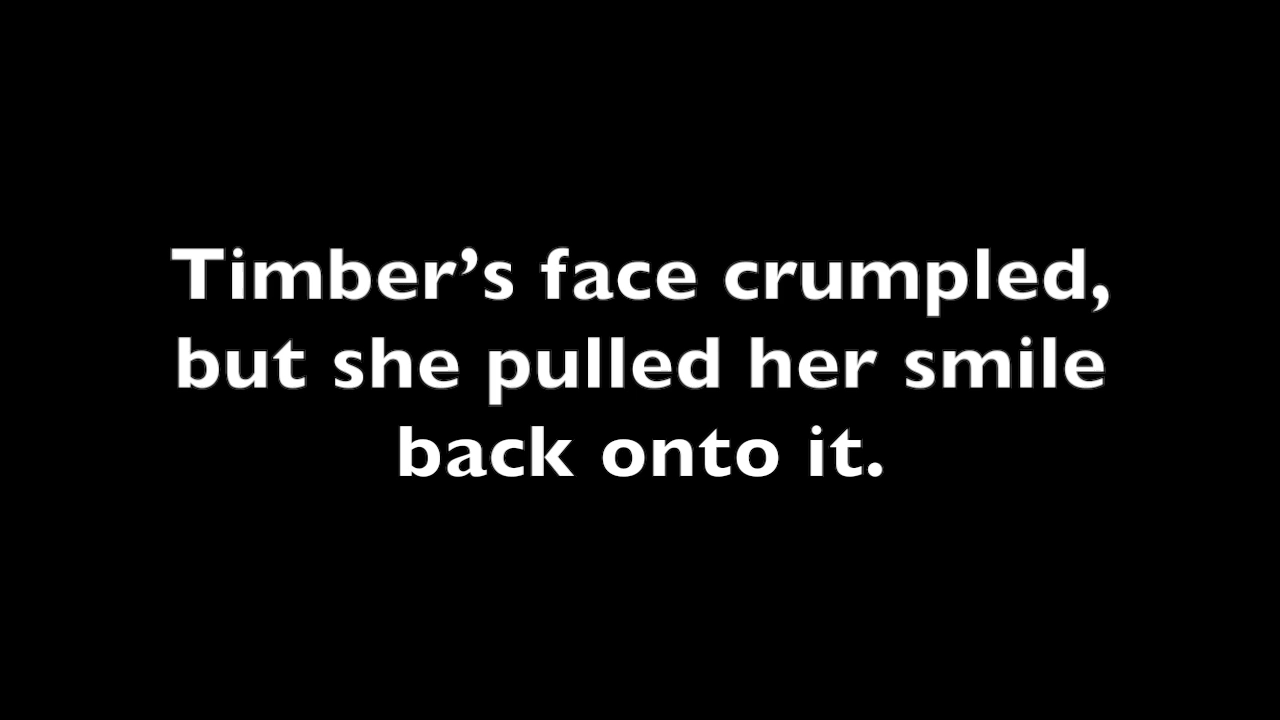 Timber’s face crumpled,
but she pulled her smile
back onto it.